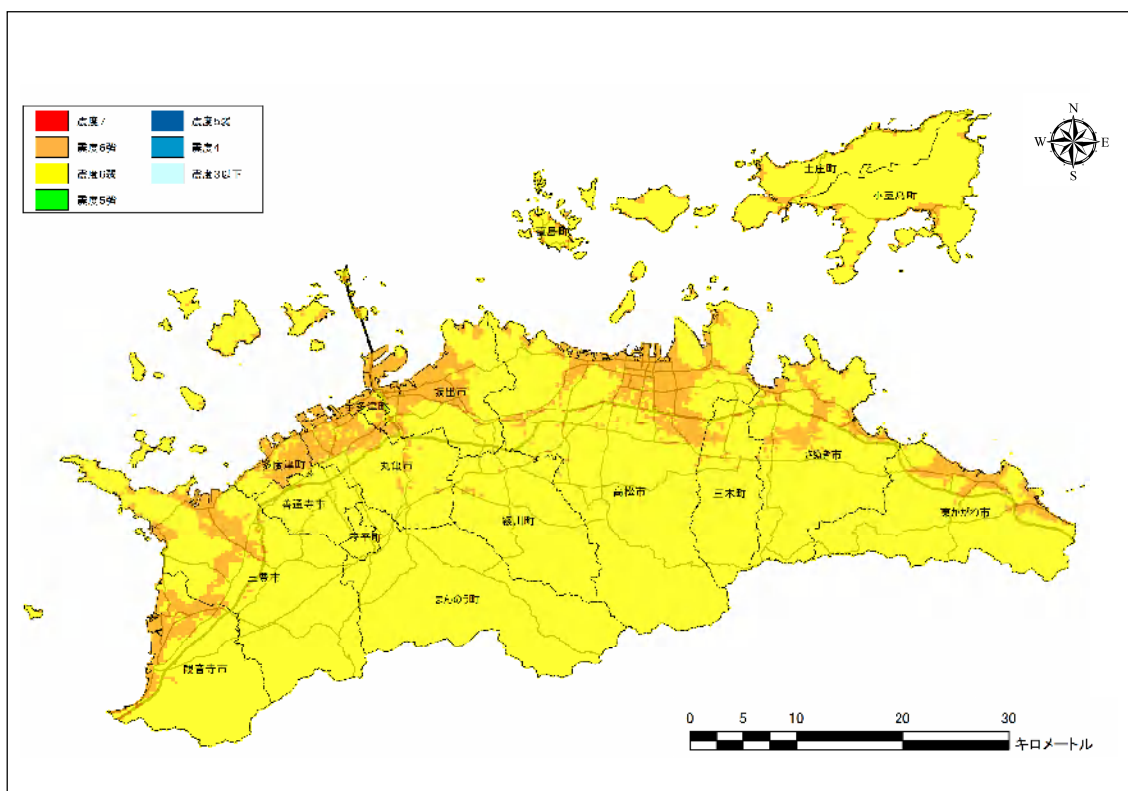 震度7
震度6強
震度6弱
震度5強
震度5弱
震度4
震度3以下
N
W
E
S
土庄町
小豆島町
直島町
坂出市
宇多津町
多度津町
丸亀市
善通寺市
琴平町
綾川町
高松市
三木町
さぬき市
東かがわ市
三豊市
まんのう町
観音寺市
0
5
10
20
30
キロメートル